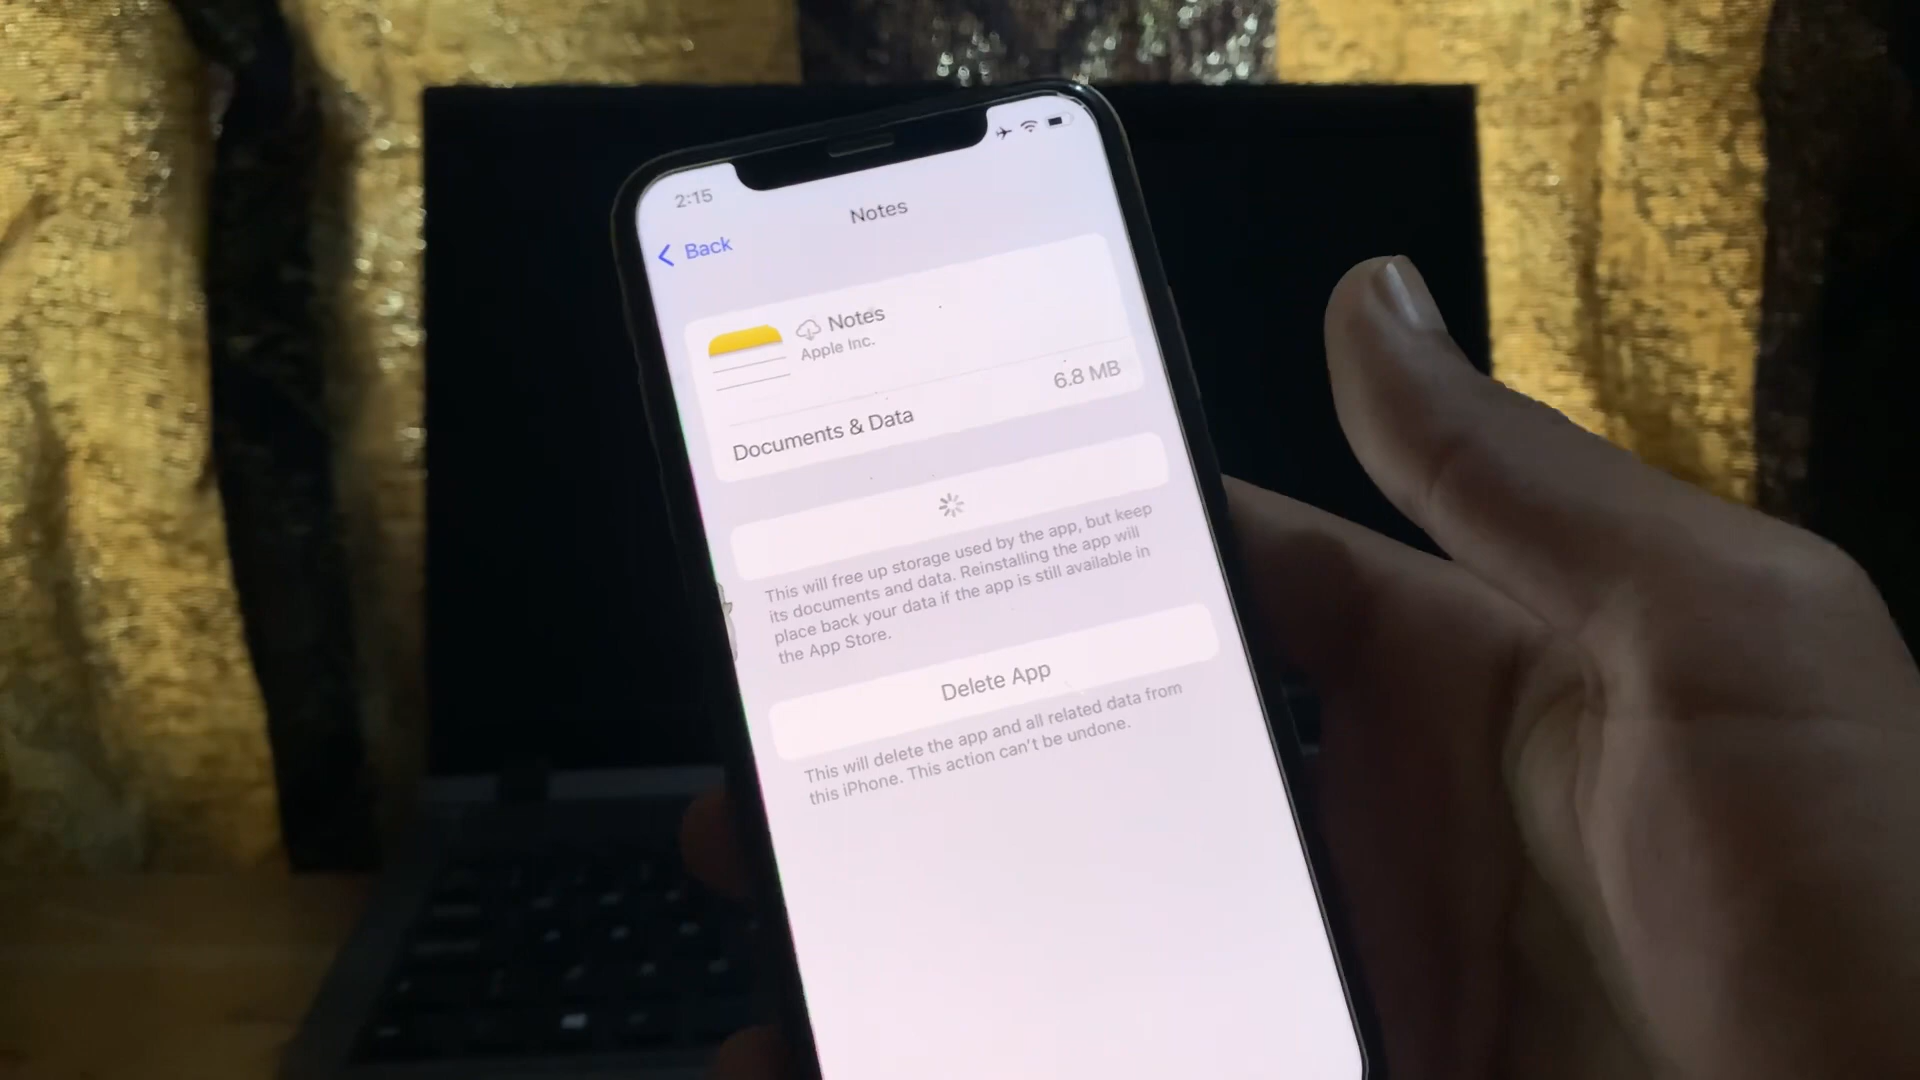 2:15
Notes
Back
Notes
Apple Inc.
Documents & Data
6.8 MB
This will free up storage used by the app, but keep
its documents and data. Reinstalling the app will
place back your data if the app is still available in
the App Store.
Delete App
This will delete the app and all related data from
this iPhone. This action can't be undone.